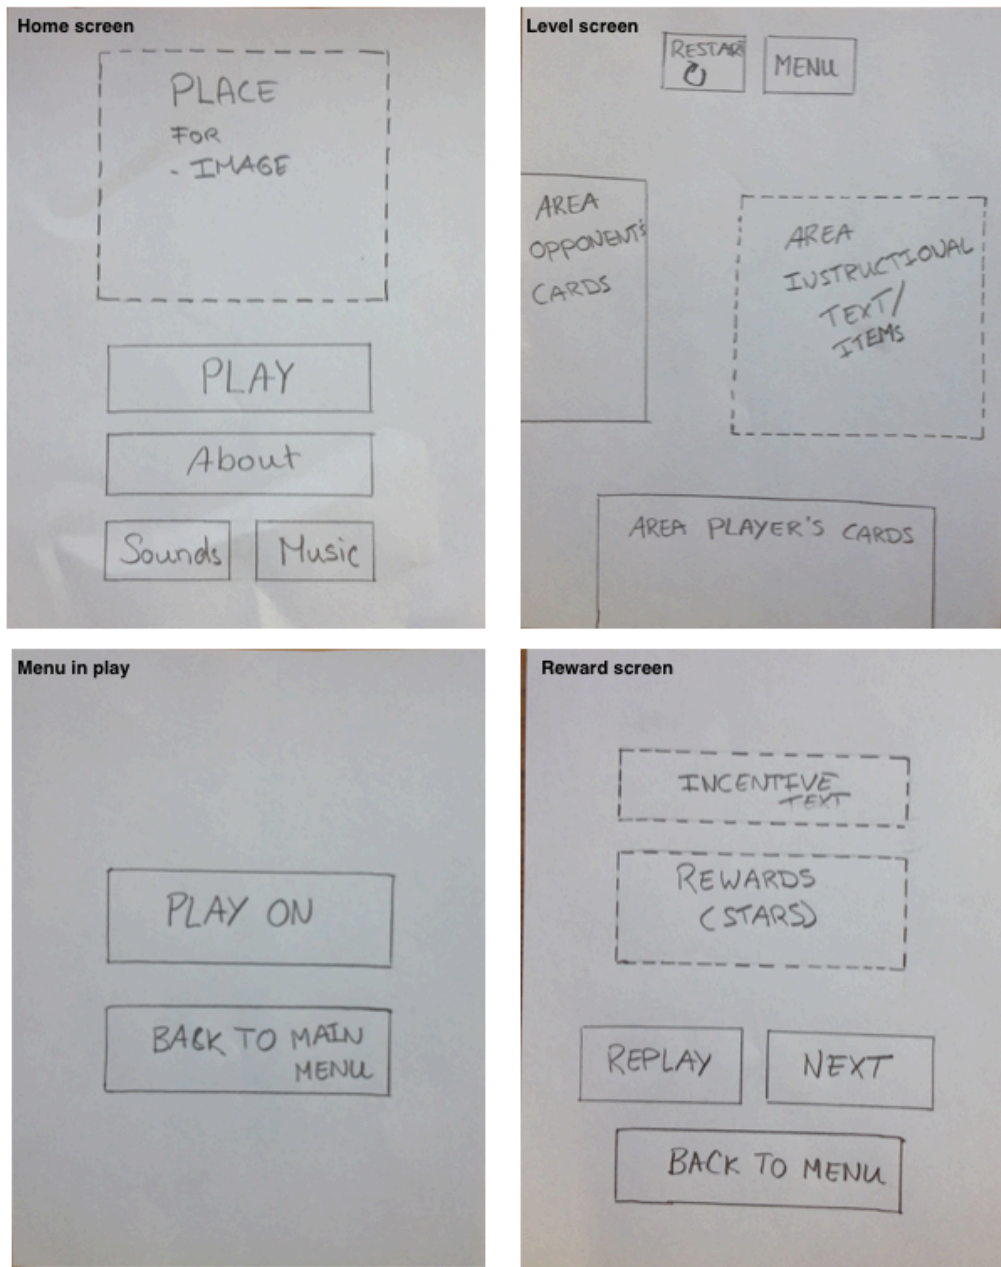 Home screen
PLACE
FOR
- IMAGE
PLAY
About
Sounds
Music
Level screen
RESTART
MENU
AREA
OPPONENT'S
CARDS
AREA
INSTRUCTIONAL
TEXT/
ITEMS
AREA PLAYER'S CARDS
Menu in play
PLAY ON
BACK TO MAIN
MENU
Reward screen
INCENTIVE
TEXT
REWARDS
(STARS)
REPLAY
NEXT
BACK TO MENU